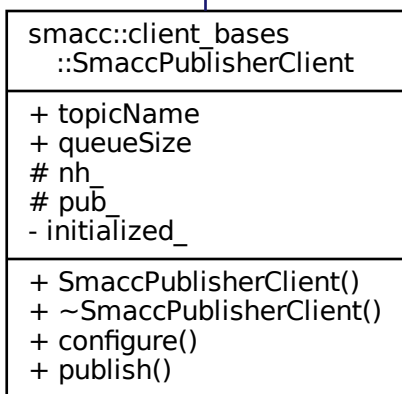 smacc::client_bases
::SmaccPublisherClient
+ topicName
+ queueSize
# nh_
# pub_
- initialized_
+ SmaccPublisherClient()
+ ~SmaccPublisherClient()
+ configure()
+ publish()